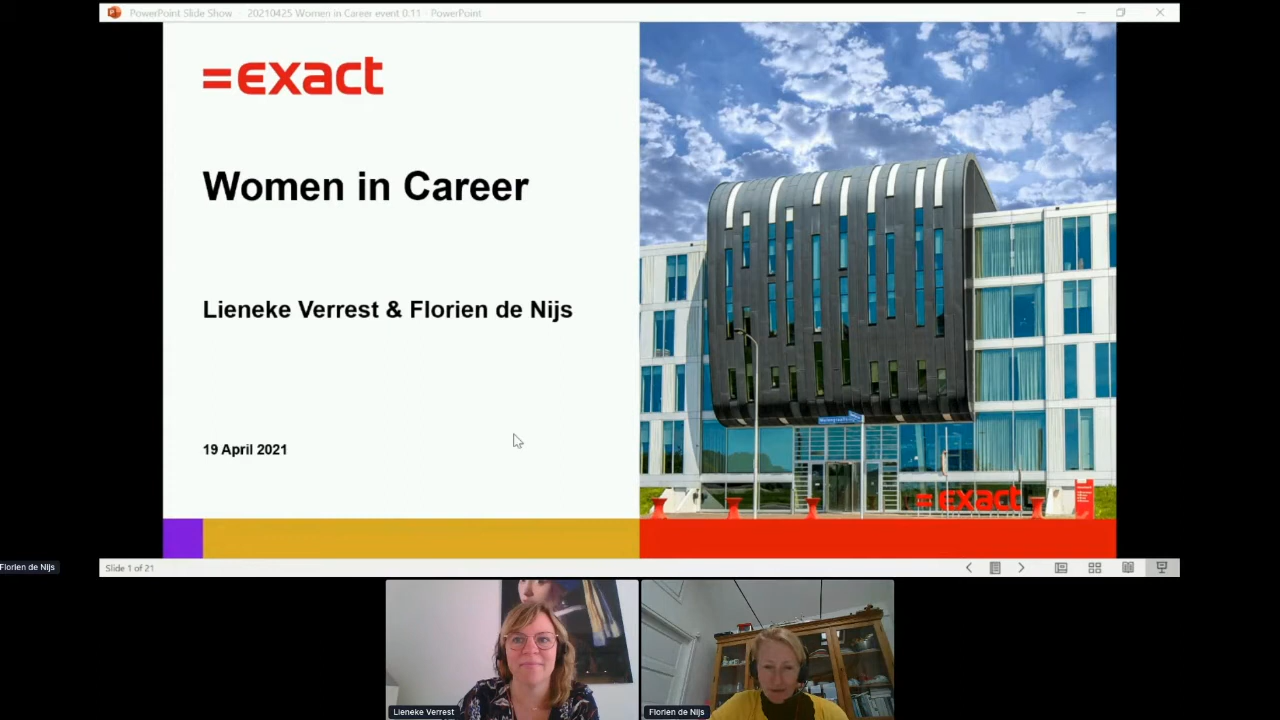 PowerPoint Slide Show - 20210425 Women in Career event 0.11 - PowerPoint
=exact
Women in Career
Lieneke Verrest & Florien de Nijs
19 April 2021
=exact
Florien de Nijs
Slide 1 of 21
Lieneke Verrest
Florien de Nijs